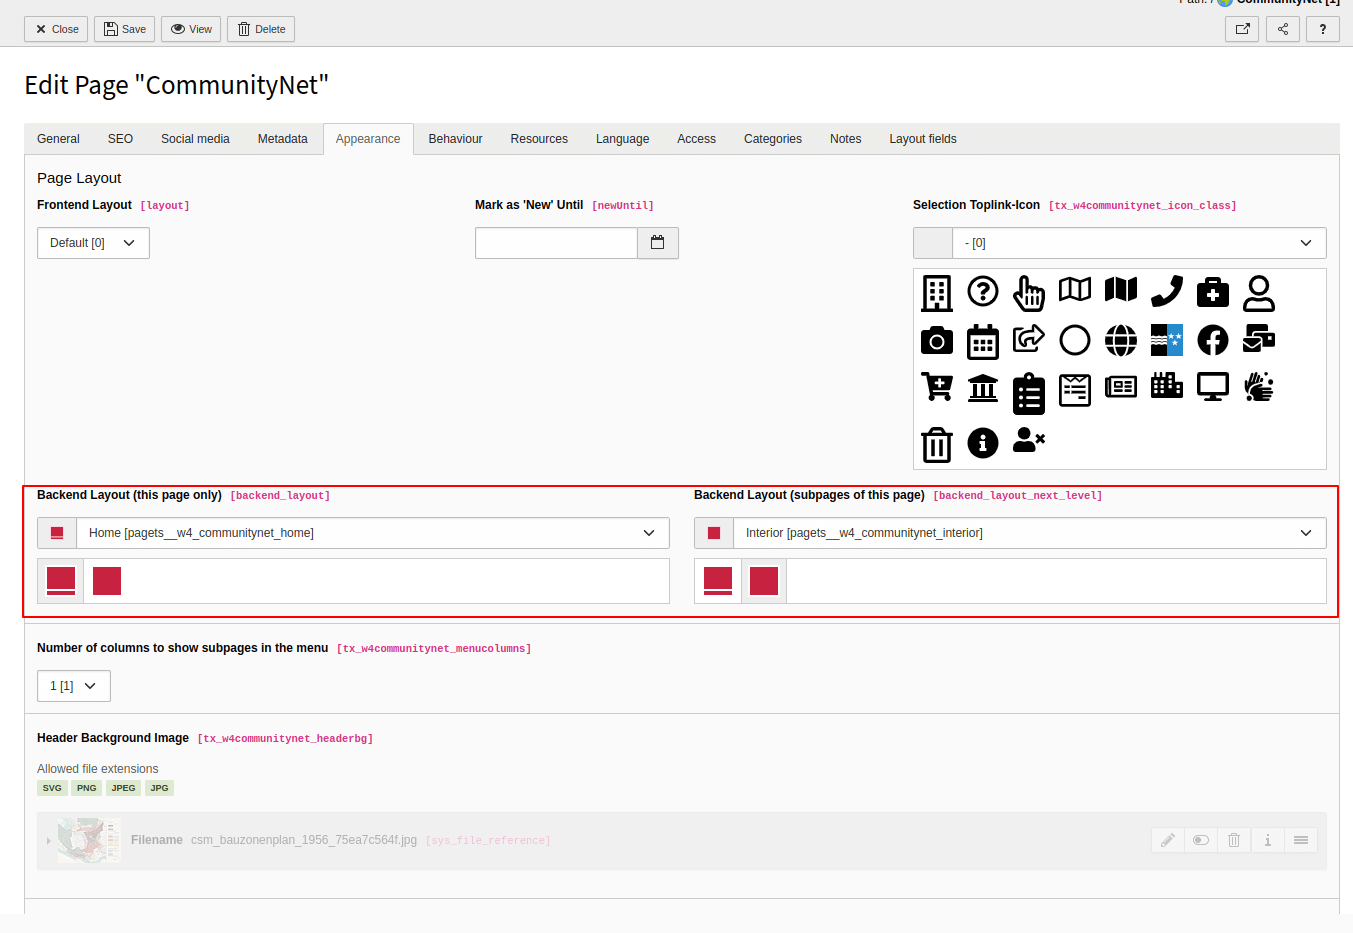 Path: / CommunityNet [1]
Close Save View Delete ?
Edit Page "CommunityNet"
General SEO Social media Metadata Appearance Behaviour Resources Language Access Categories Notes Layout fields
Page Layout
Frontend Layout [layout] Mark as 'New' Until [newUntil] Selection Toplink-Icon [tx_w4communitynet_icon_class]
Default [0] - [0]
Backend Layout (this page only) [backend_layout] Backend Layout (subpages of this page) [backend_layout_next_level]
Home [pagets__w4_communitynet_home] Interior [pagets__w4_communitynet_interior]
Number of columns to show subpages in the menu [tx_w4communitynet_menucolumns]
1 [1]
Header Background Image [tx_w4communitynet_headerbg]
Allowed file extensions
SVG PNG JPEG JPG
Filename csm_bauzonenplan_1956_75ea7c564f.jpg [sys_file_reference]